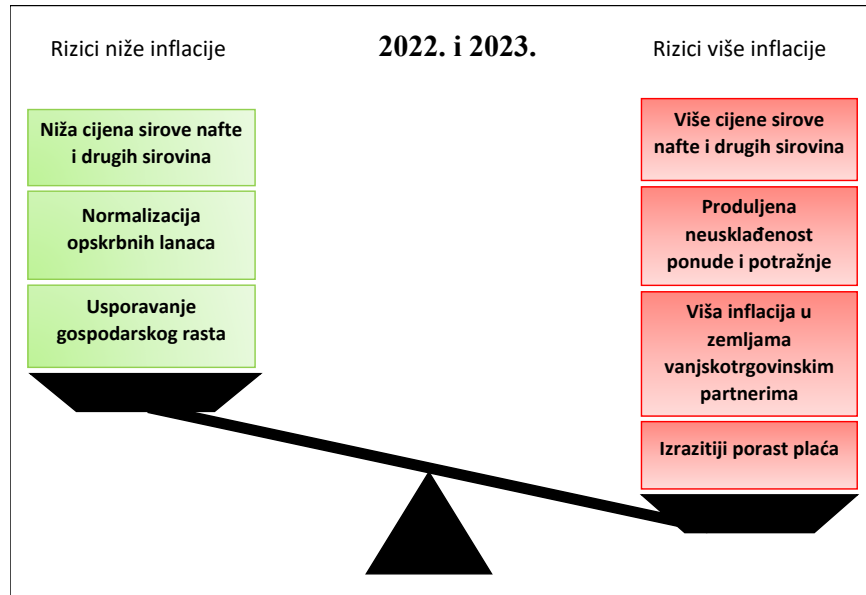 Rizici niže inflacije
2022. i 2023.
Rizici više inflacije
Niža cijena sirove nafte
i drugih sirovina
Normalizacija
opskrbnih lanaca
Usporavanje
gospodarskog rasta
Više cijene sirove
nafte i drugih sirovina
Produljena
neusklađenost
ponude i potražnje
Viša inflacija u
zemljama
vanjskotrgovinskim
partnerima
Izrazitiji porast plaća